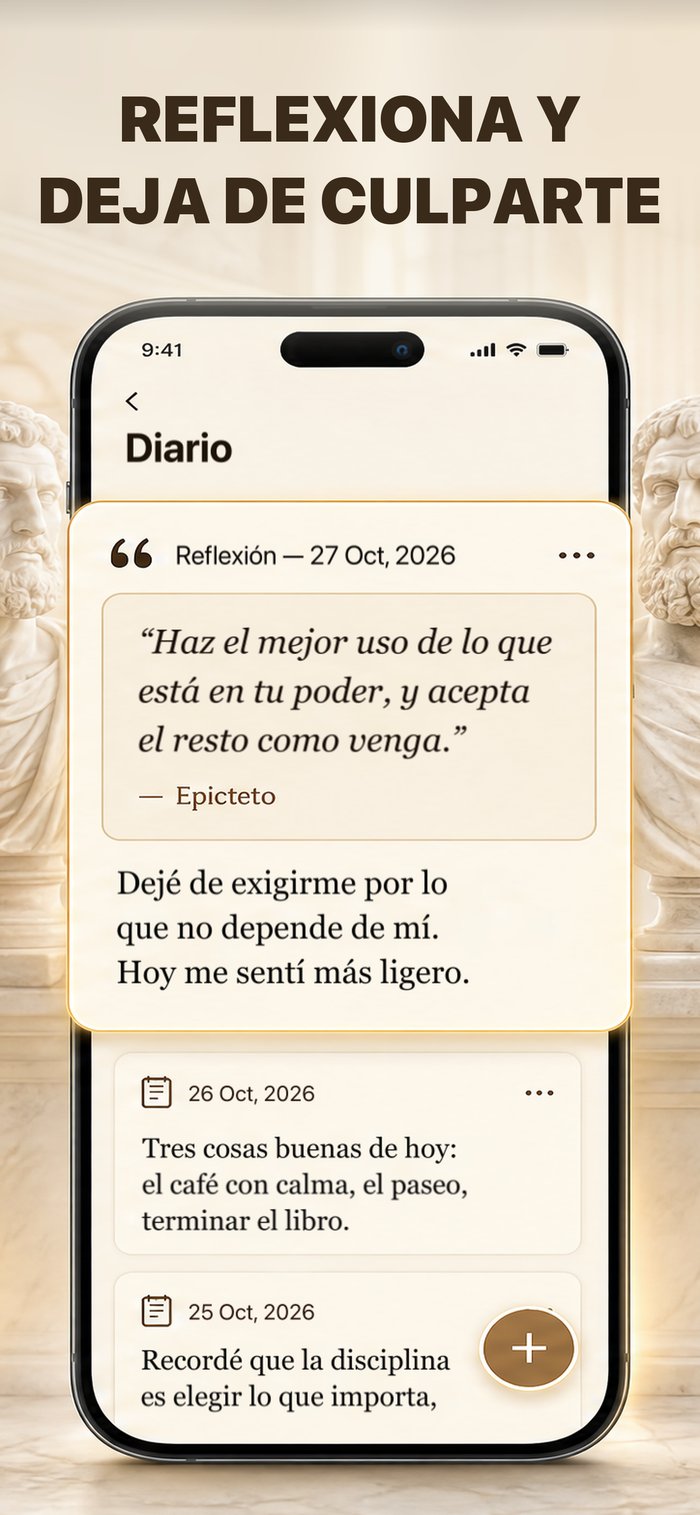 REFLEXIONA Y
DEJA DE CULPARTE
9:41
Diario
Reflexión — 27 Oct, 2026
“Haz el mejor uso de lo que
está en tu poder, y acepta
el resto como venga.”
— Epicteto
Dejé de exigirme por lo
que no depende de mí.
Hoy me sentí más ligero.
26 Oct, 2026
Tres cosas buenas de hoy:
el café con calma, el paseo,
terminar el libro.
25 Oct, 2026
Recordé que la disciplina
es elegir lo que importa,